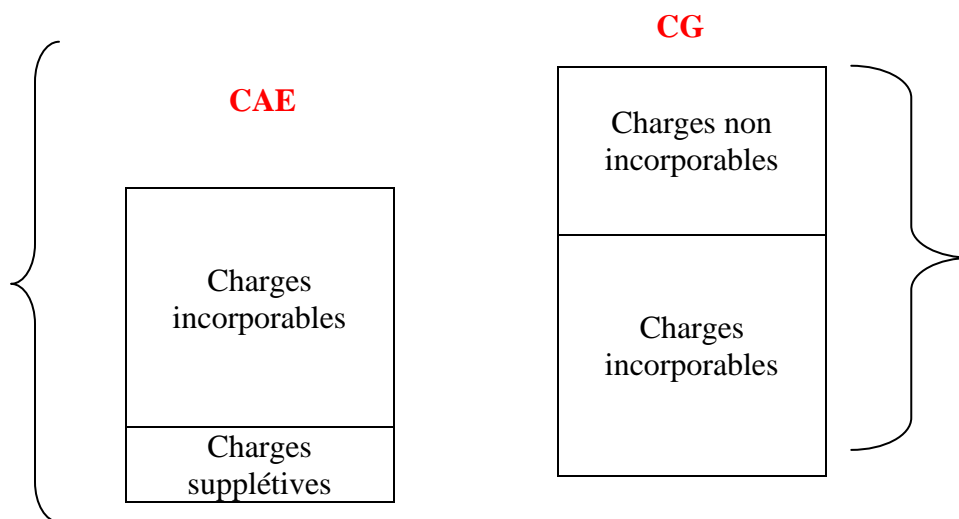 CG
CAE
Charges non
incorporables
Charges
incorporables
Charges
incorporables
Charges
supplétives